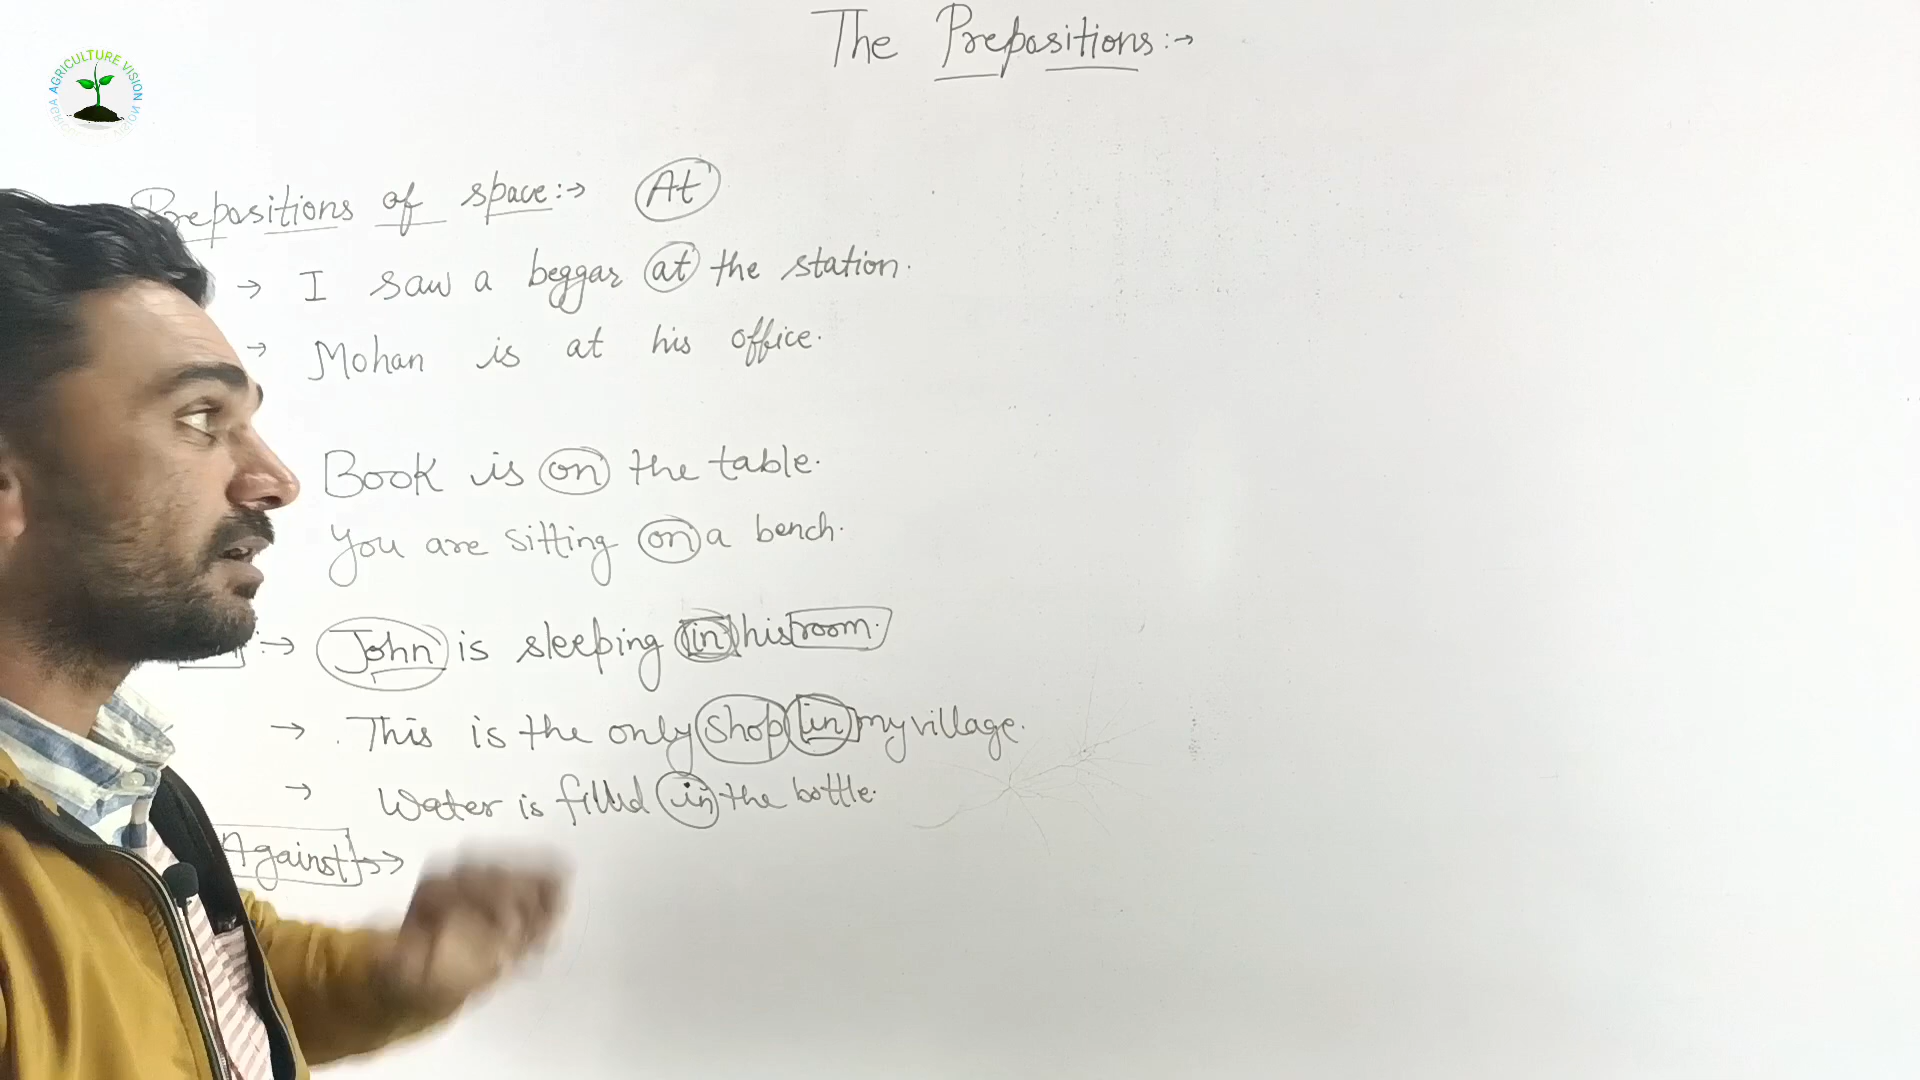 AGRICULTURE VISION
The Prepositions:→
Prepositions of space:→ At
→ I saw a beggar at the station.
→ Mohan is at his office.
Book is on the table.
You are sitting on a bench.
:→ John is sleeping in his room.
→ This is the only shop in my village.
→ Water is filled in the bottle.
Against→→